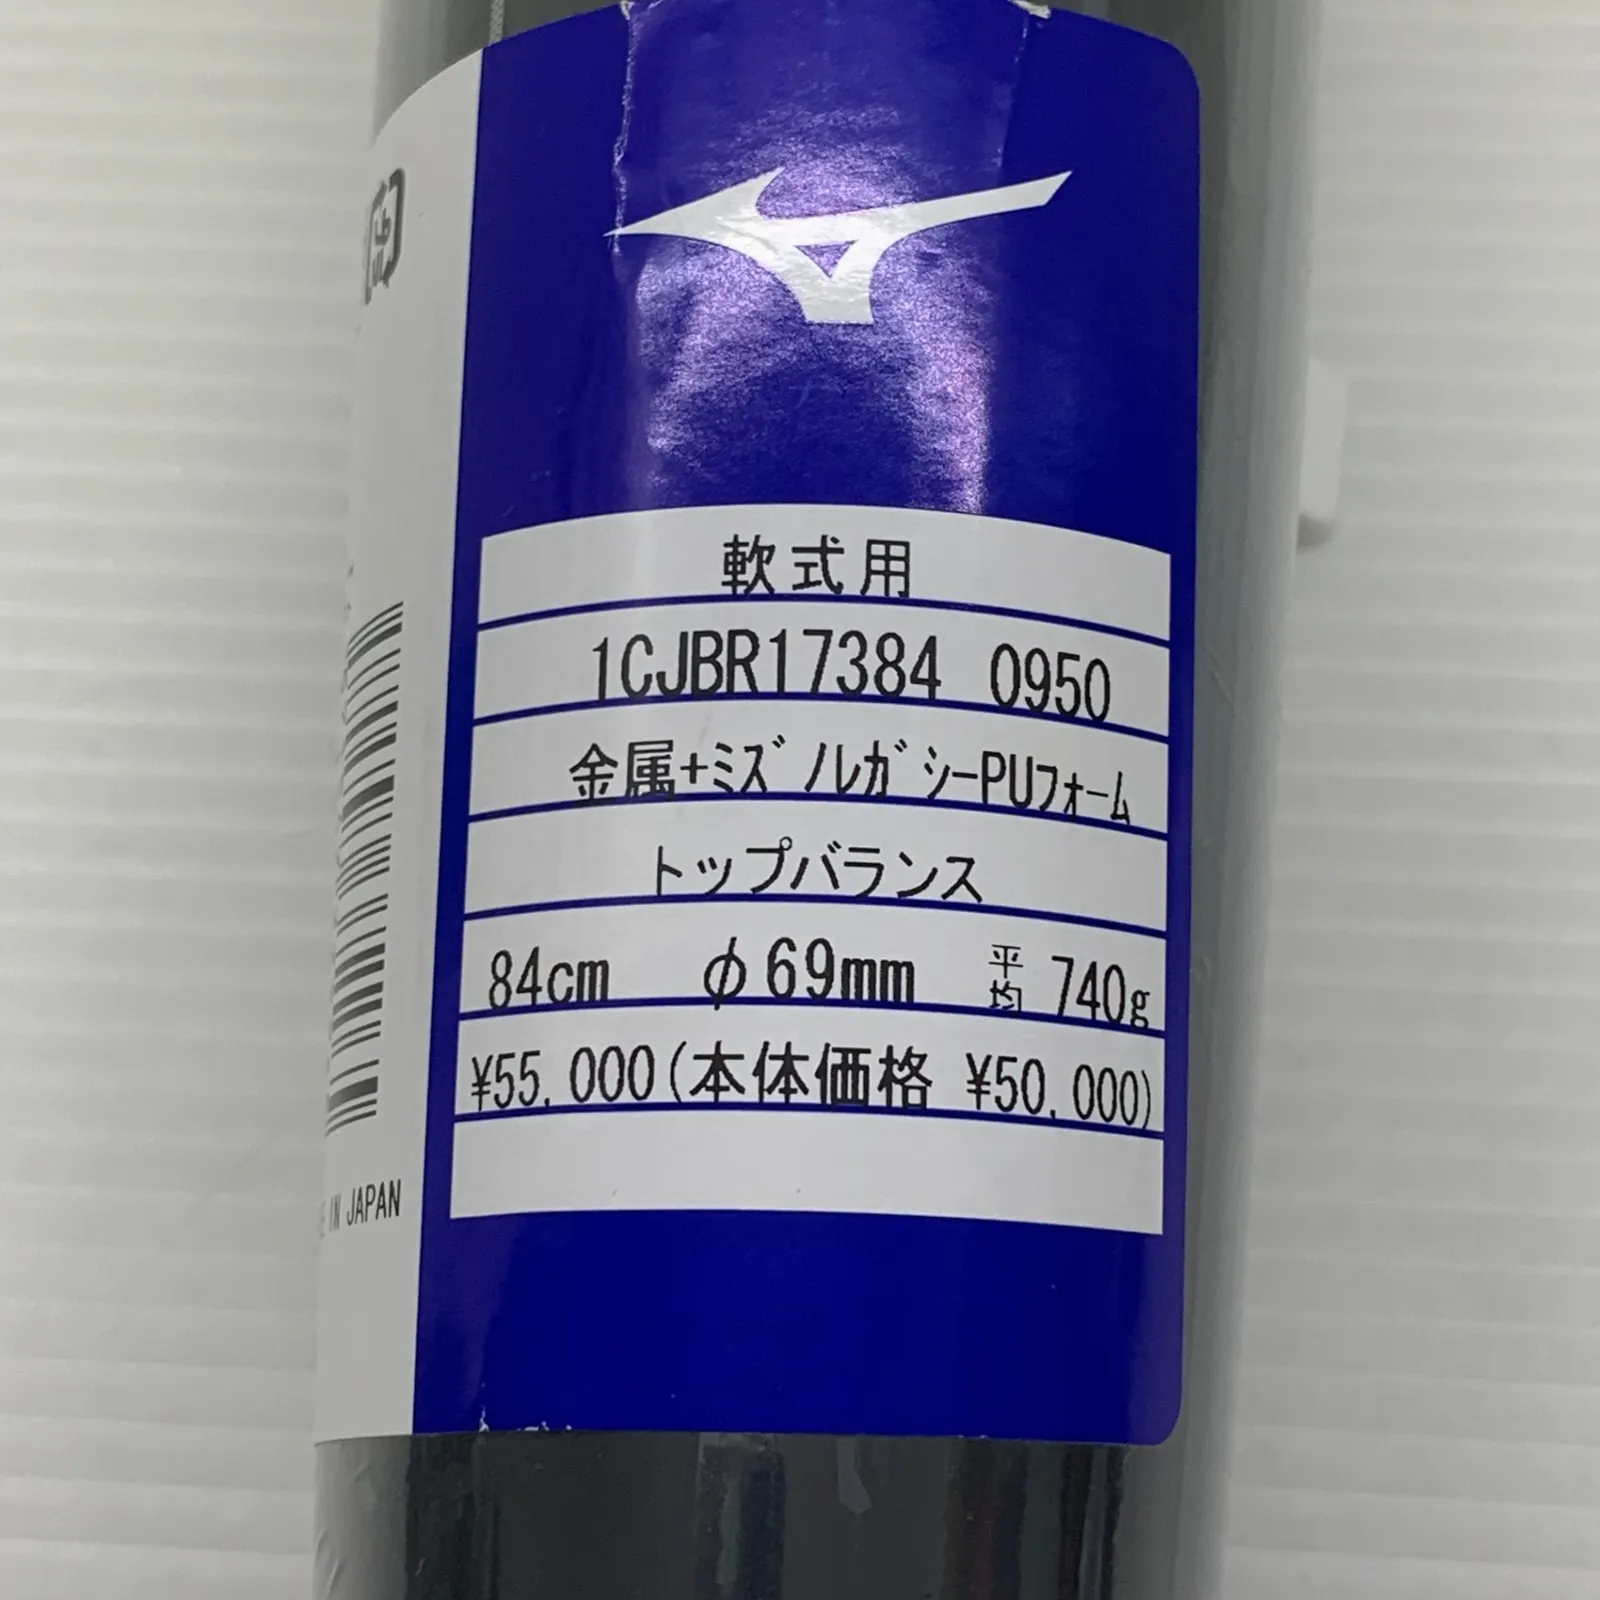 軟式用
1CJBR17384 0950
金属+ミズノレガシーPUフォーム
トップバランス
84cm φ69mm 平均 740g
¥55,000(本体価格 ¥50,000)
IN JAPAN